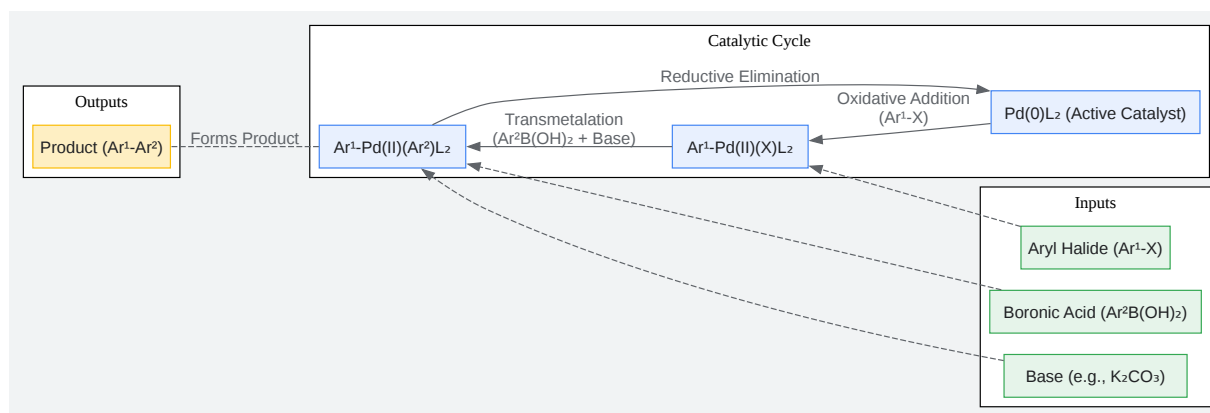 Catalytic Cycle
Reductive Elimination
Oxidative Addition
(Ar¹-X)
Pd(0)L₂ (Active Catalyst)
Outputs
Product (Ar¹-Ar²)
Forms Product
Ar¹-Pd(II)(Ar²)L₂
Transmetalation
(Ar²B(OH)₂ + Base)
Ar¹-Pd(II)(X)L₂
Inputs
Aryl Halide (Ar¹-X)
Boronic Acid (Ar²B(OH)₂)
Base (e.g., K₂CO₃)